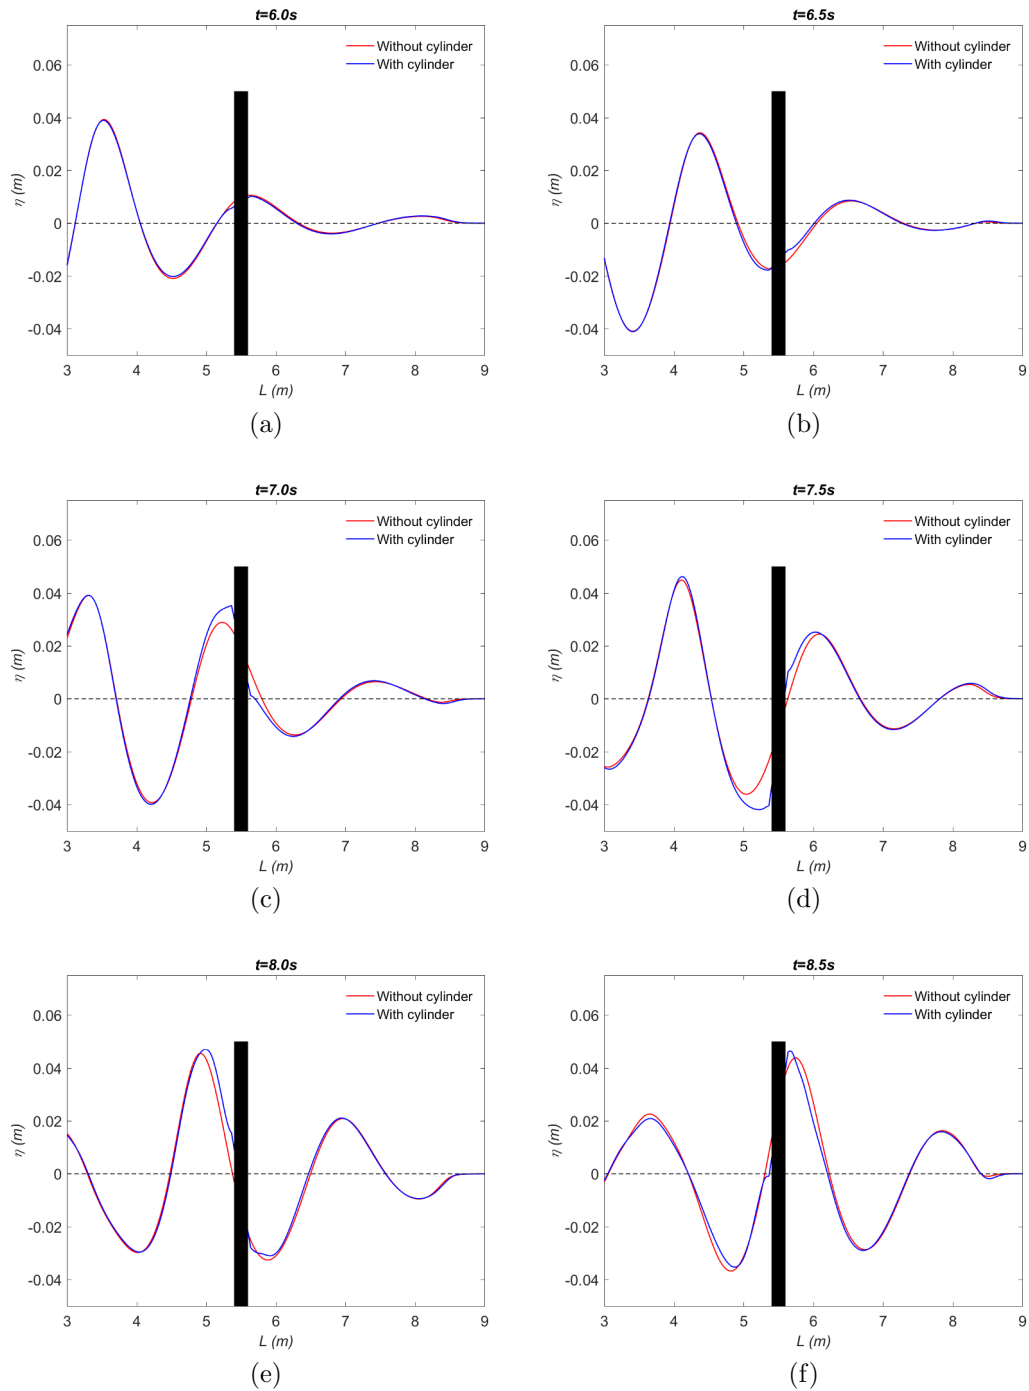 t=6.0s
Without cylinder
With cylinder
0.06
0.04
0.02
0
-0.02
-0.04
η (m)
3 4 5 6 7 8 9
L (m)
(a)
t=6.5s
Without cylinder
With cylinder
0.06
0.04
0.02
0
-0.02
-0.04
η (m)
3 4 5 6 7 8 9
L (m)
(b)
t=7.0s
Without cylinder
With cylinder
0.06
0.04
0.02
0
-0.02
-0.04
η (m)
3 4 5 6 7 8 9
L (m)
(c)
t=7.5s
Without cylinder
With cylinder
0.06
0.04
0.02
0
-0.02
-0.04
η (m)
3 4 5 6 7 8 9
L (m)
(d)
t=8.0s
Without cylinder
With cylinder
0.06
0.04
0.02
0
-0.02
-0.04
η (m)
3 4 5 6 7 8 9
L (m)
(e)
t=8.5s
Without cylinder
With cylinder
0.06
0.04
0.02
0
-0.02
-0.04
η (m)
3 4 5 6 7 8 9
L (m)
(f)